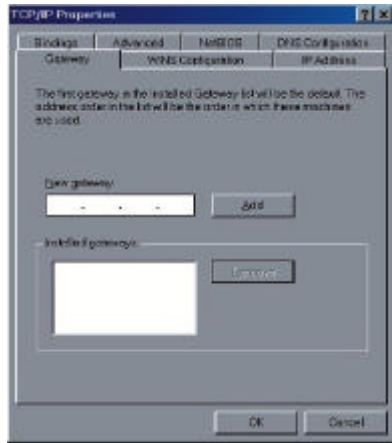 TCP/IP Properties
Bindings Advanced NetBIOS DNS Configuration
Gateway WINS Configuration IP Address
The first gateway in the Installed Gateway list will be the default. The
address order in the list will be the order in which these machines
are used.
New gateway:
. . . Add
Installed gateways:
Remove
OK Cancel